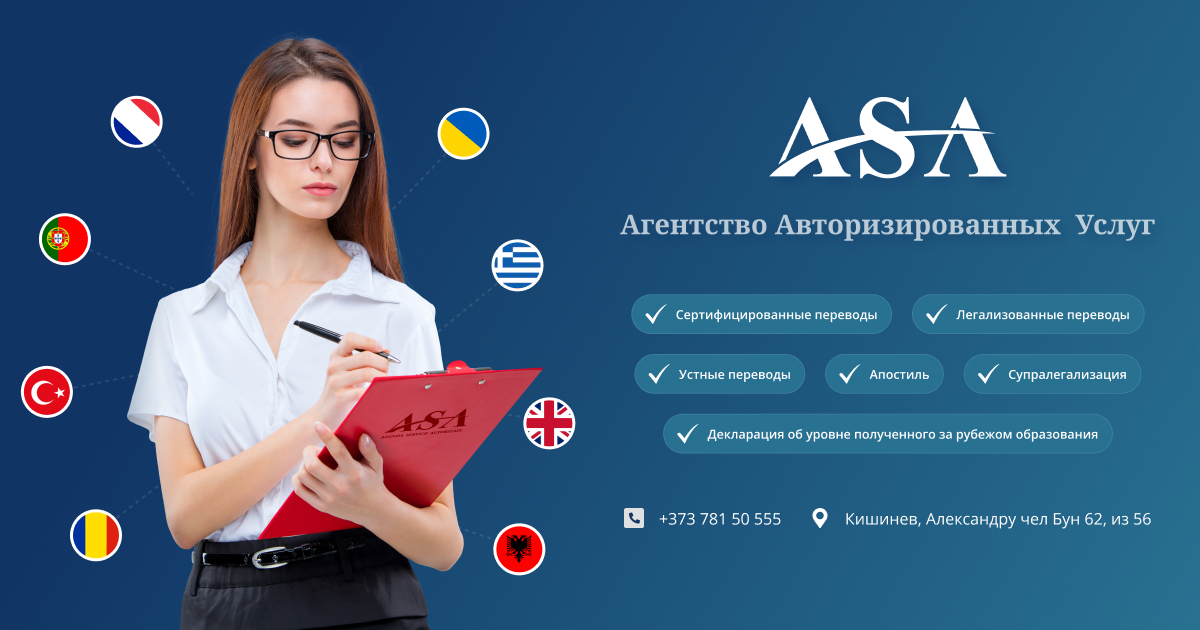 ASA
Агентство Авторизированных Услуг
Сертифицированные переводы
Легализованные переводы
Устные переводы
Апостиль
Супралегализация
Декларация об уровне полученного за рубежом образования
+373 781 50 555
Кишинев, Александру чел Бун 62, из 56
ASA